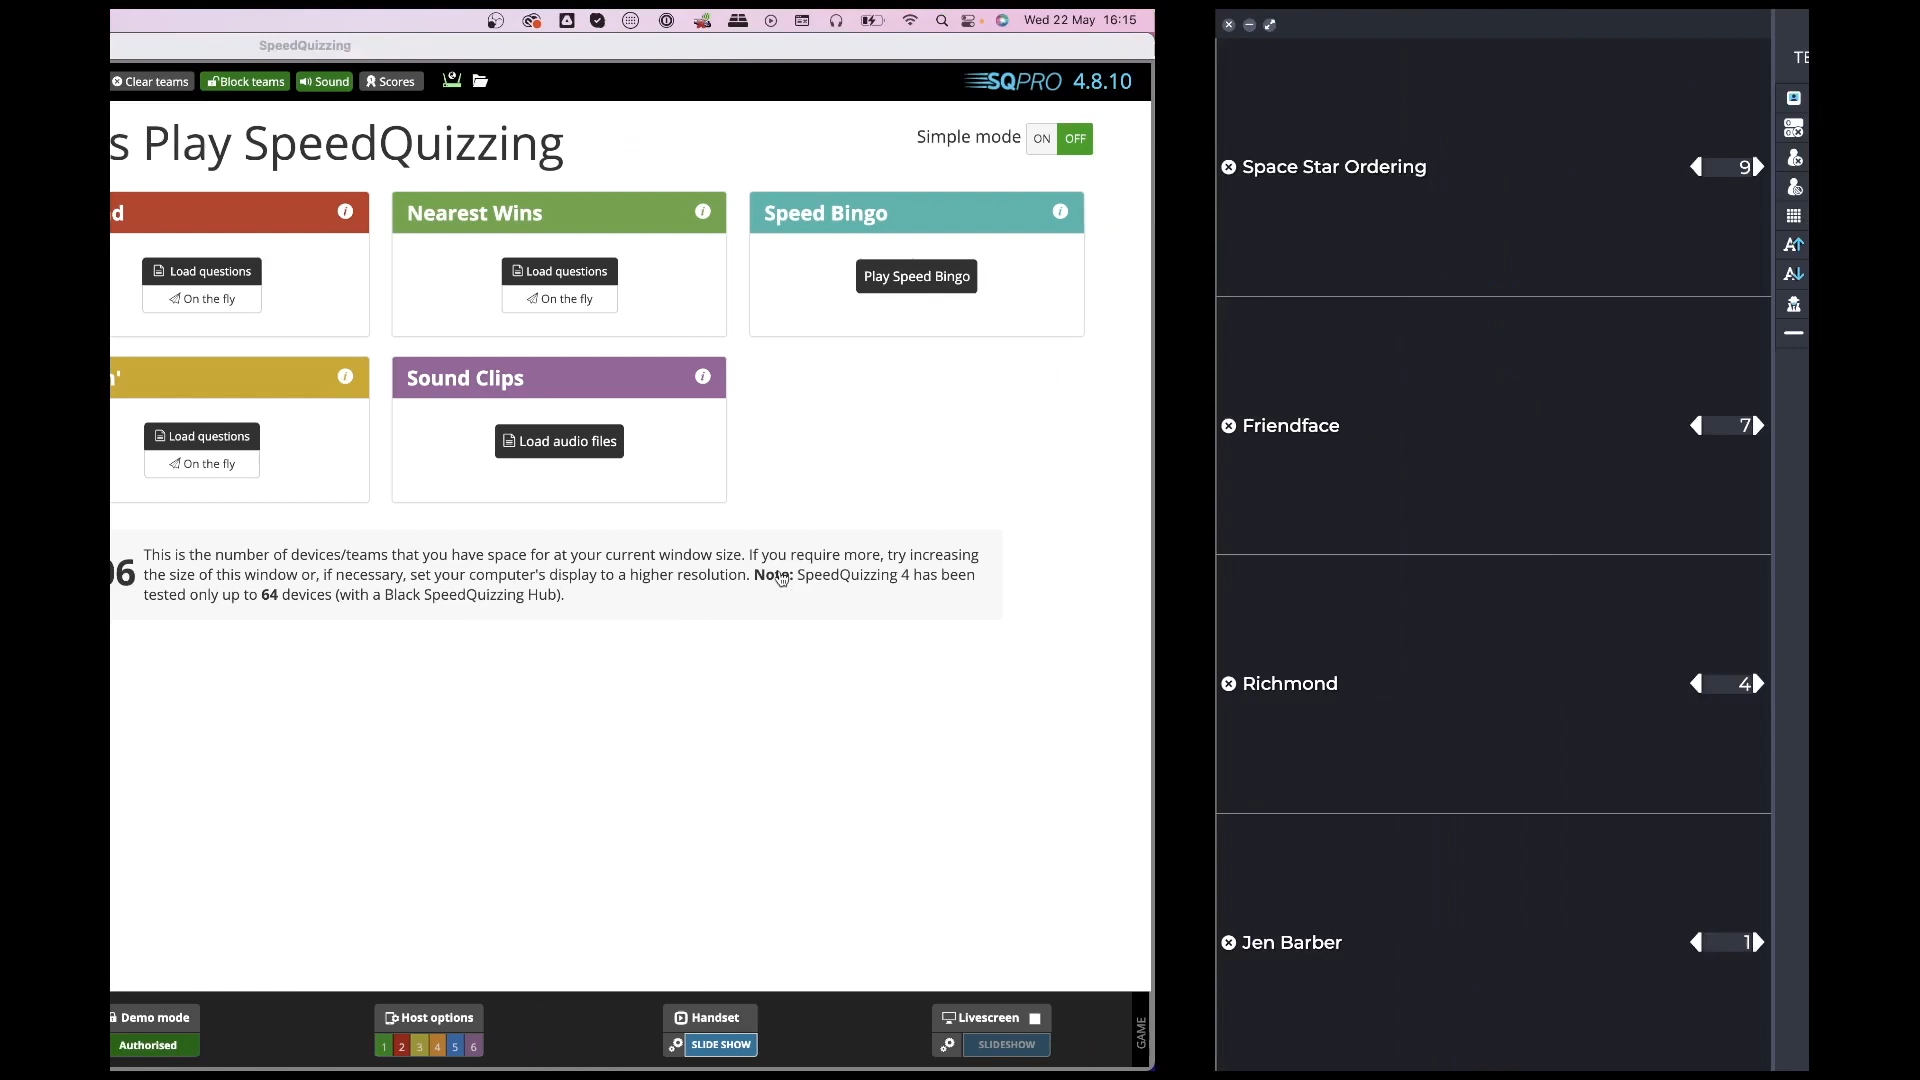 Wed 22 May 16:15
SpeedQuizzing
Clear teams Block teams Sound Scores
SQPRO 4.8.10
s Play SpeedQuizzing
Simple mode ON OFF
d
Load questions
On the fly
Nearest Wins
Load questions
On the fly
Speed Bingo
Play Speed Bingo
n'
Load questions
On the fly
Sound Clips
Load audio files
06
This is the number of devices/teams that you have space for at your current window size. If you require more, try increasing
the size of this window or, if necessary, set your computer's display to a higher resolution. Note: SpeedQuizzing 4 has been
tested only up to 64 devices (with a Black SpeedQuizzing Hub).
Demo mode
Authorised
Host options
1 2 3 4 5 6
Handset
SLIDE SHOW
Livescreen
SLIDESHOW
GAME
TE
Space Star Ordering 9
Friendface 7
Richmond 4
Jen Barber 1